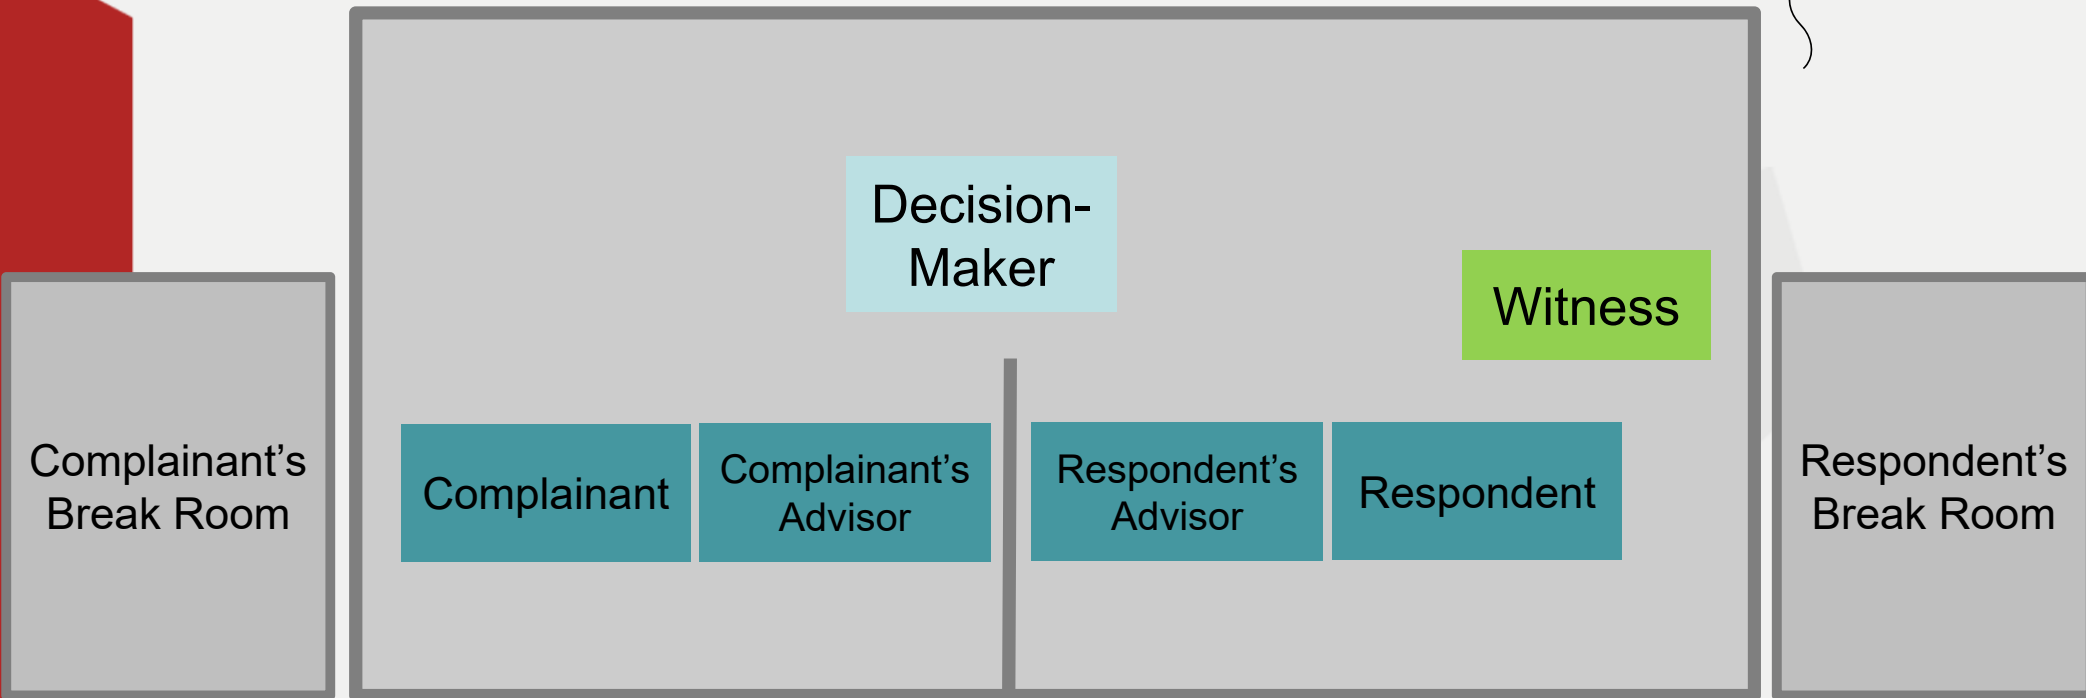 Decision-
Maker
Witness
Complainant's
Break Room
Complainant
Complainant's
Advisor
Respondent's
Advisor
Respondent
Respondent's
Break Room